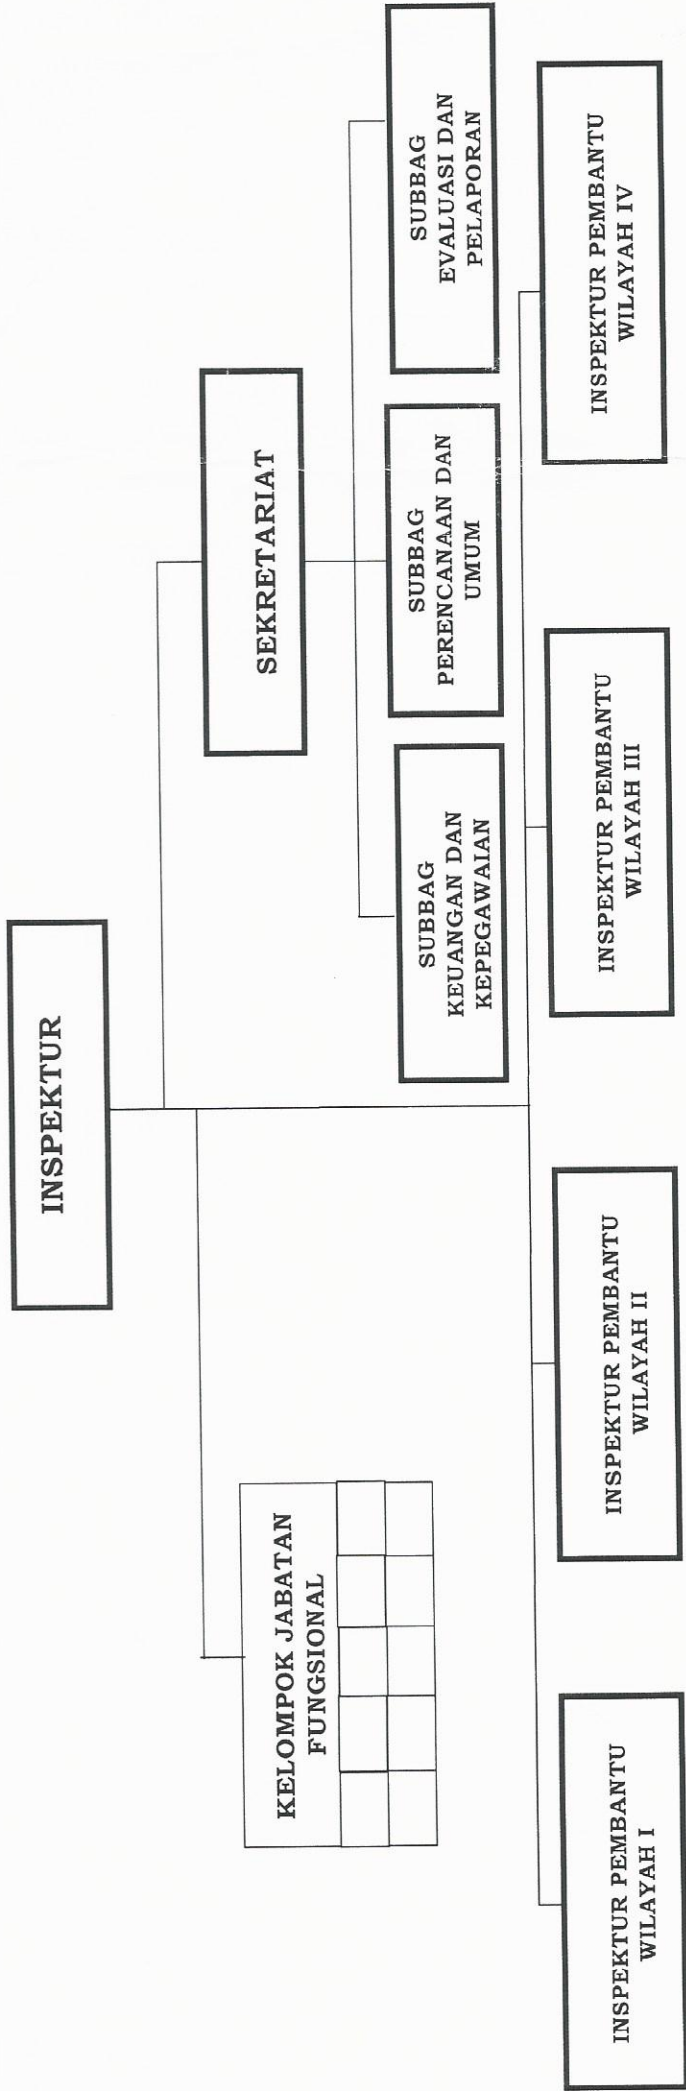 INSPEKTUR
SEKRETARIAT
KELOMPOK JABATAN
FUNGSIONAL
SUBBAG
KEUANGAN DAN
KEPEGAWAIAN
SUBBAG
PERENCANAAN DAN
UMUM
SUBBAG
EVALUASI DAN
PELAPORAN
INSPEKTUR PEMBANTU
WILAYAH I
INSPEKTUR PEMBANTU
WILAYAH II
INSPEKTUR PEMBANTU
WILAYAH III
INSPEKTUR PEMBANTU
WILAYAH IV